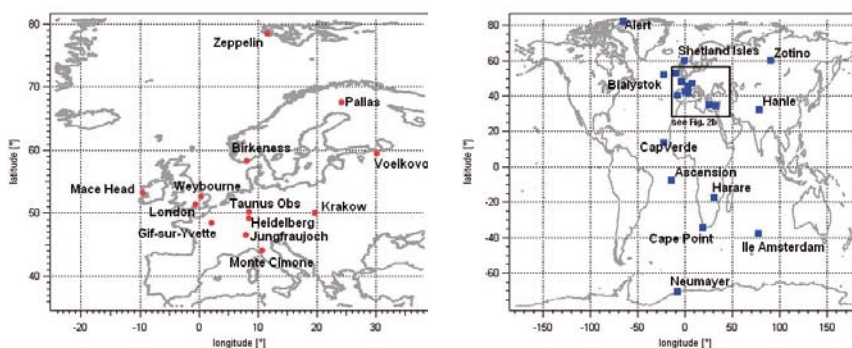 Zeppelin
80
70
60
50
40
latitude [°]
Pallas
Birkeness
Voelkovo
Mace Head
Weybourne
Taunus Obs
Krakow
London
Heidelberg
Gif-sur-Yvette
Jungfraujoch
Monte Cimone
-20
-10
0
10
20
30
longitude [°]
80
60
40
20
0
-20
-40
-60
latitude [°]
Alert
Shetland Isles
Zotino
Bialystok
Hanle
see Fig. 2b
CapVerde
Ascension
Harare
Cape Point
Ile Amsterdam
Neumayer
-150
-100
-50
0
50
100
150
longitude [°]